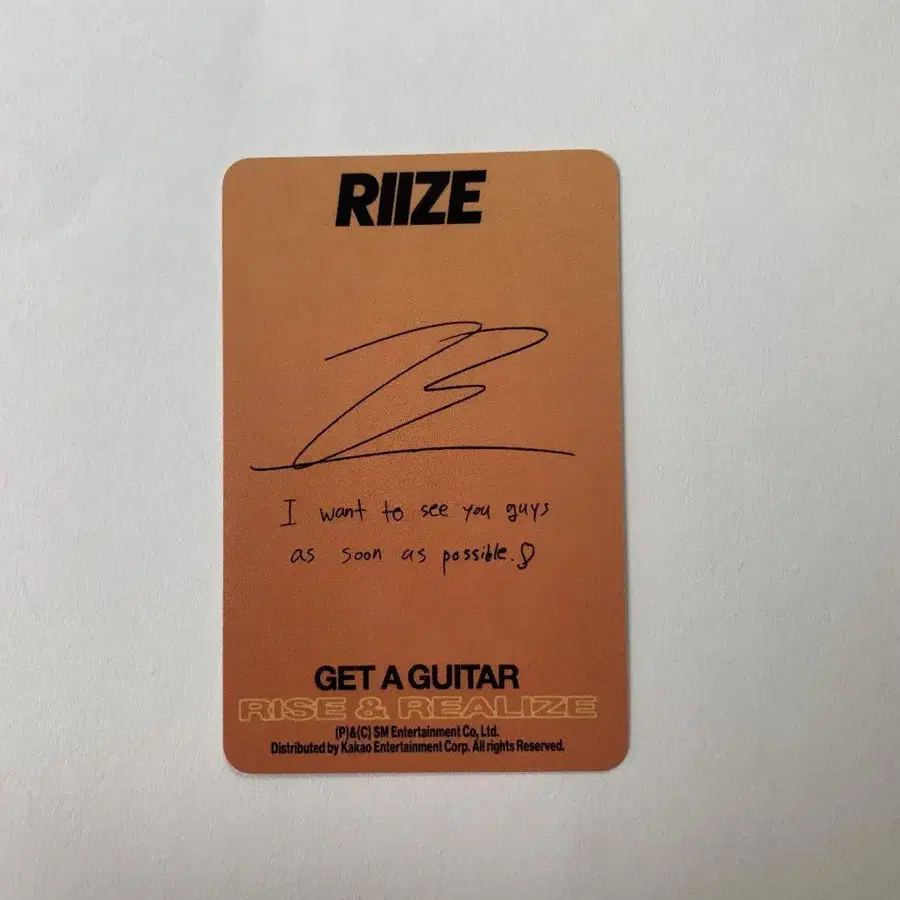 RIIZE
I want to see you guys
as soon as possible.
GET A GUITAR
RISE & REALIZE
(P)&(C) SM Entertainment Co, Ltd.
Distributed by Kakao Entertainment Corp. All rights Reserved.